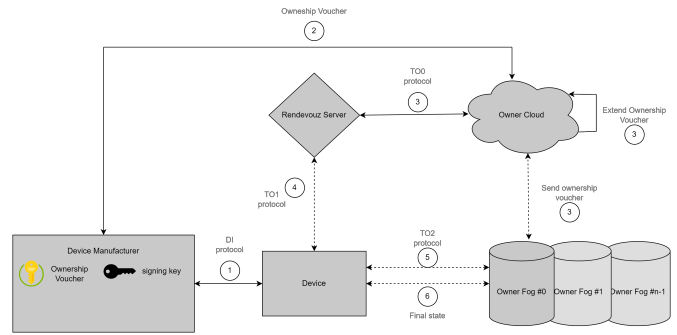 Owneship Voucher
2
TO0
protocol
3
Rendevouz Server
Owner Cloud
Extend Ownership
Voucher
3
TO1
protocol
4
Send ownership
voucher
3
Device Manufacturer
Ownership
Voucher
signing key
DI
protocol
1
Device
TO2
protocol
5
6
Final state
Owner Fog #0
Owner Fog #1
Owner Fog #n-1